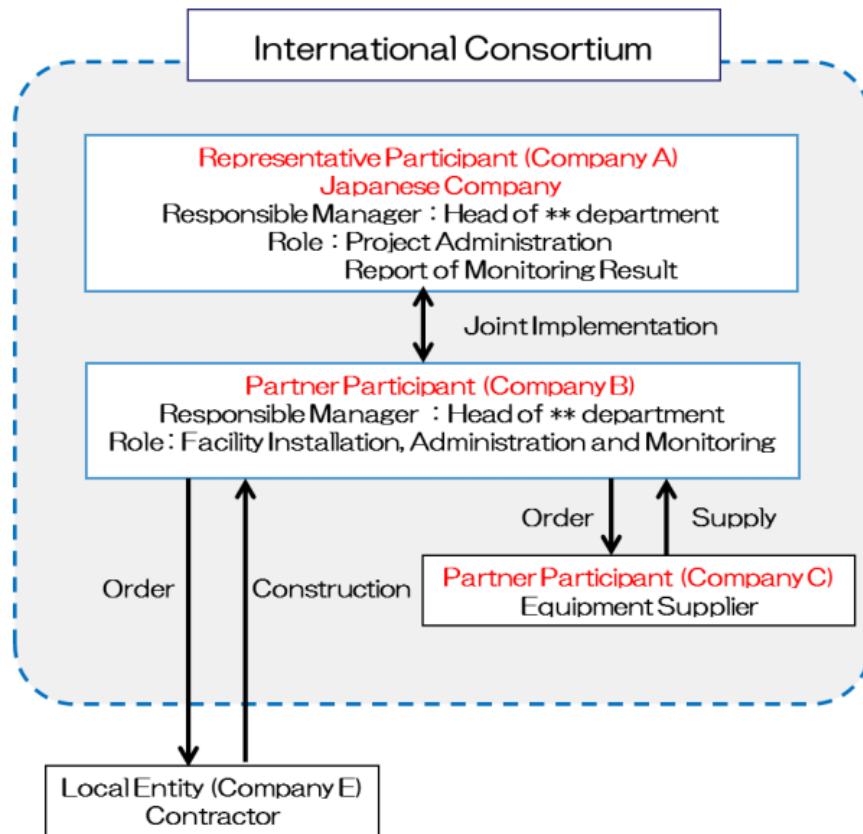 International Consortium
Representative Participant (Company A)
Japanese Company
Responsible Manager：Head of ** department
Role：Project Administration
Report of Monitoring Result
Joint Implementation
Partner Participant (Company B)
Responsible Manager ：Head of ** department
Role：Facility Installation, Administration and Monitoring
Order
Supply
Order
Construction
Partner Participant (Company C)
Equipment Supplier
Local Entity (Company E)
Contractor